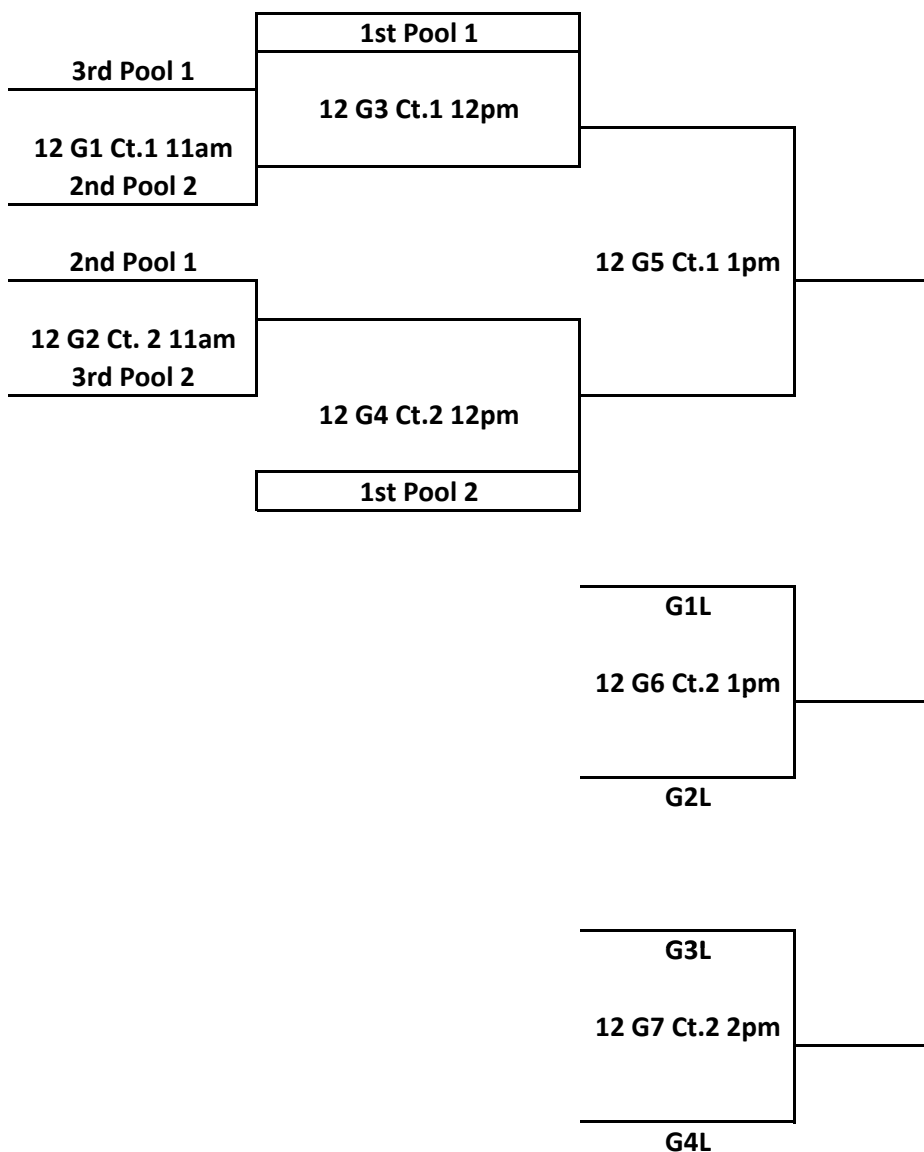 1st Pool 1
3rd Pool 1
12 G3 Ct.1 12pm
12 G1 Ct.1 11am
2nd Pool 2
2nd Pool 1
12 G5 Ct.1 1pm
12 G2 Ct. 2 11am
3rd Pool 2
12 G4 Ct.2 12pm
1st Pool 2
G1L
12 G6 Ct.2 1pm
G2L
G3L
12 G7 Ct.2 2pm
G4L